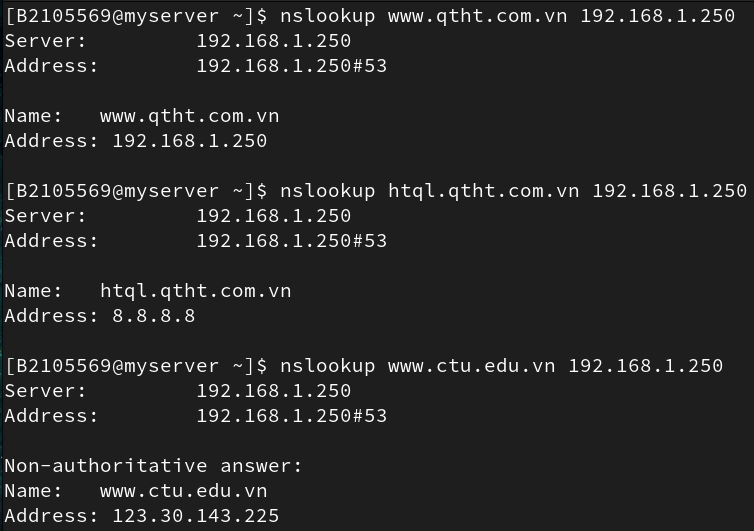 [B2105569@myserver ~]$ nslookup www.qtht.com.vn 192.168.1.250
Server:         192.168.1.250
Address:        192.168.1.250#53

Name:   www.qtht.com.vn
Address: 192.168.1.250

[B2105569@myserver ~]$ nslookup htql.qtht.com.vn 192.168.1.250
Server:         192.168.1.250
Address:        192.168.1.250#53

Name:   htql.qtht.com.vn
Address: 8.8.8.8

[B2105569@myserver ~]$ nslookup www.ctu.edu.vn 192.168.1.250
Server:         192.168.1.250
Address:        192.168.1.250#53

Non-authoritative answer:
Name:   www.ctu.edu.vn
Address: 123.30.143.225